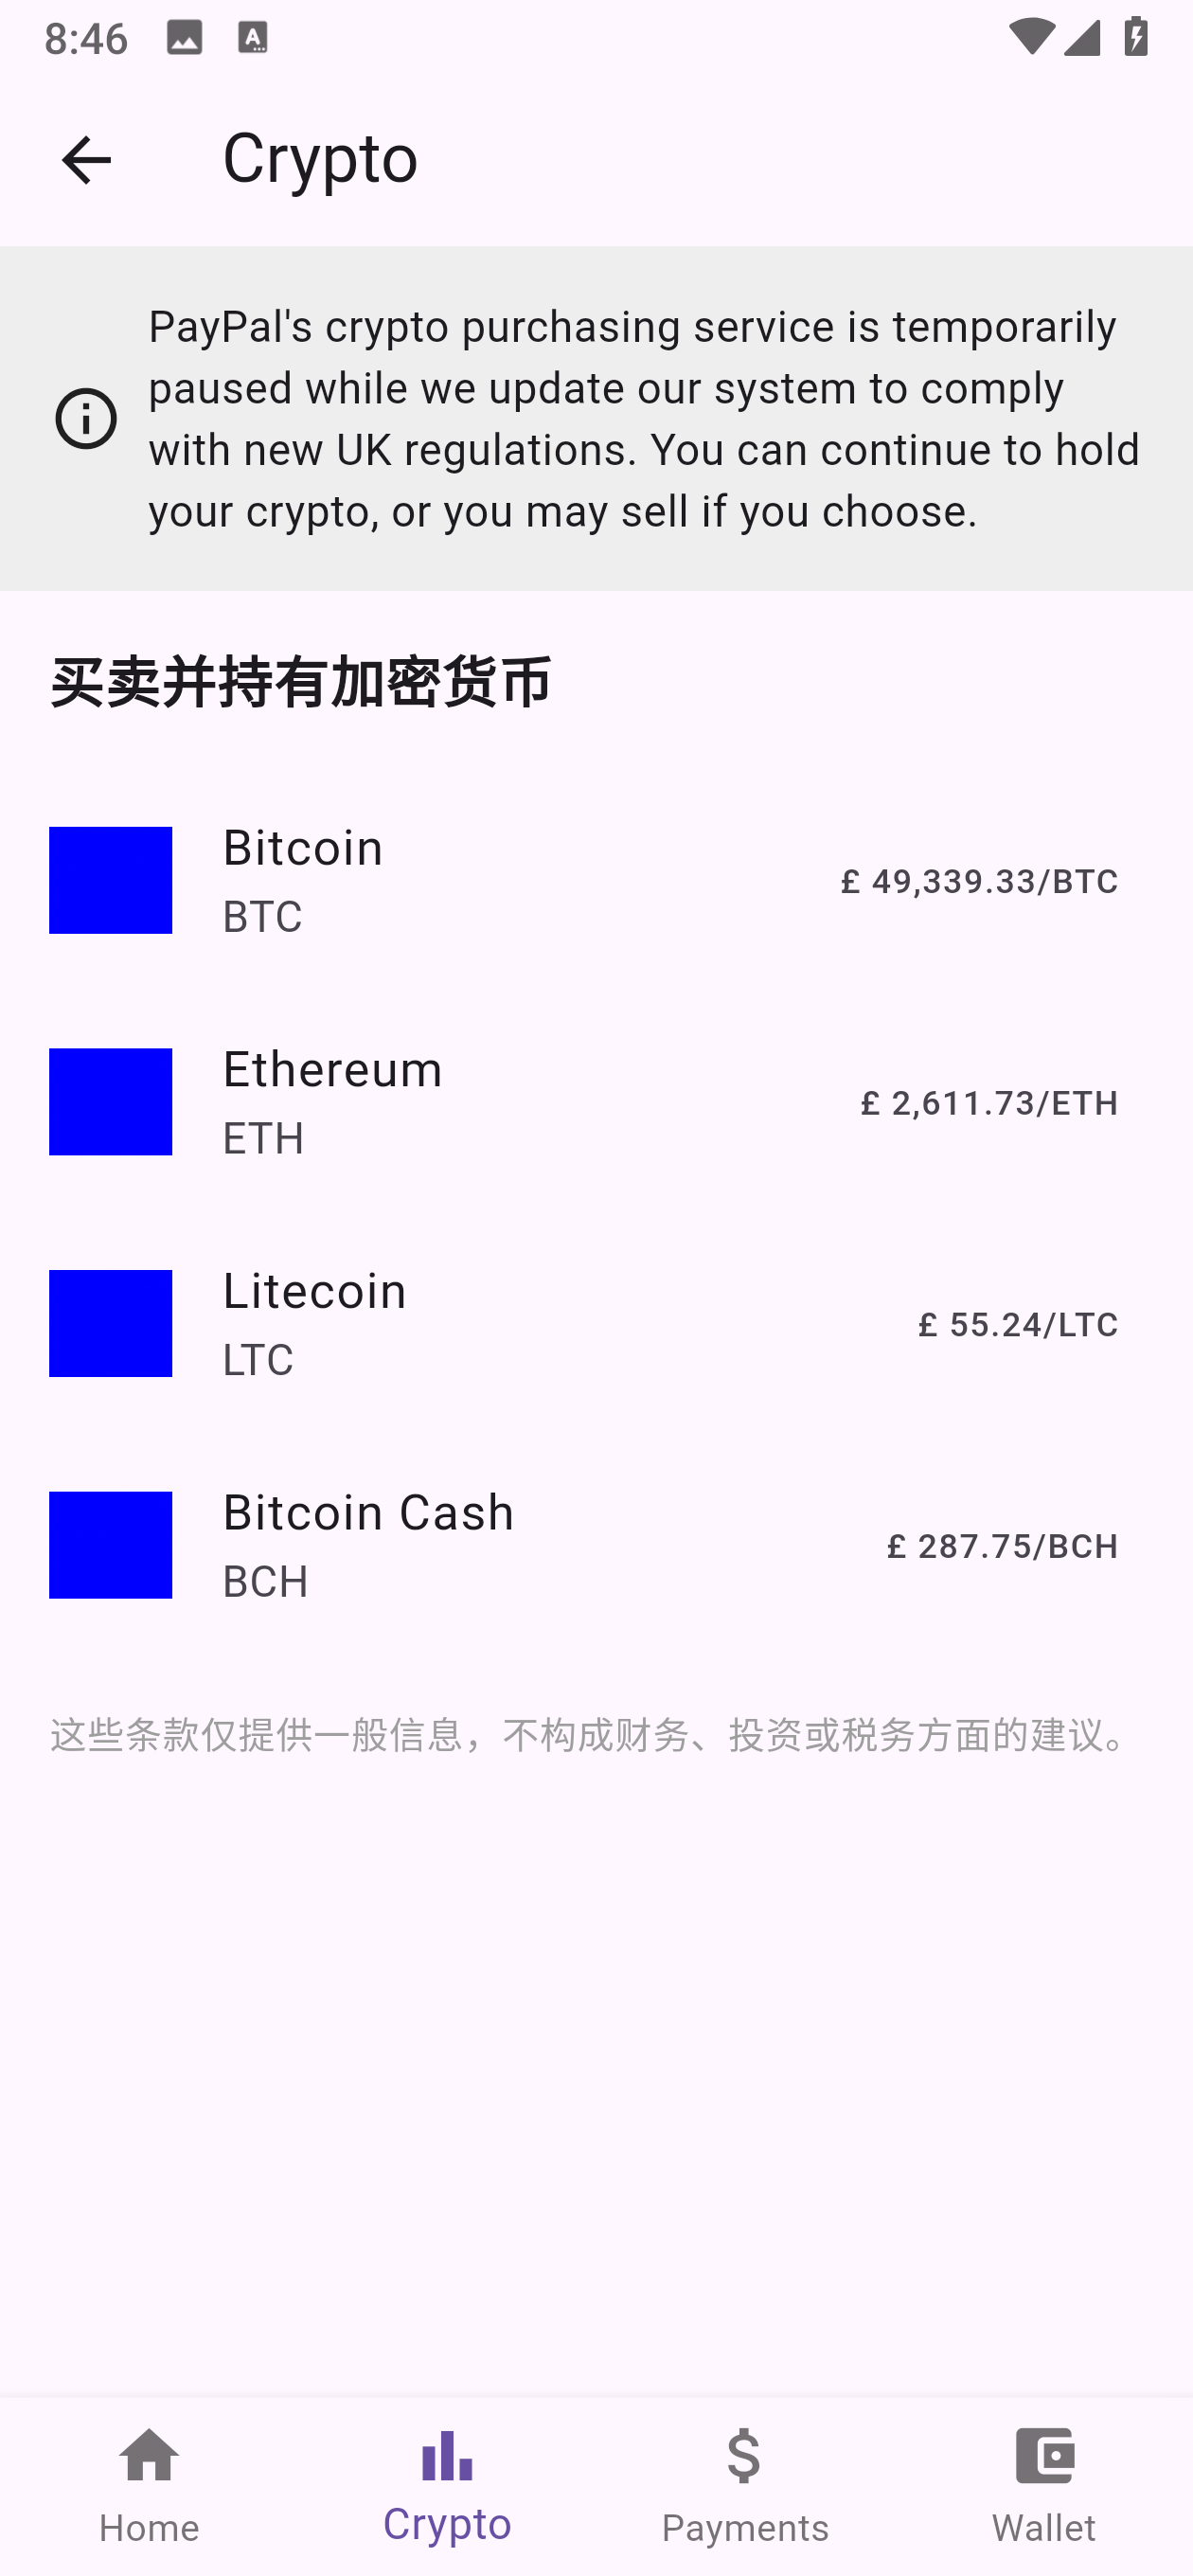 8:46
Crypto
PayPal's crypto purchasing service is temporarily
paused while we update our system to comply
with new UK regulations. You can continue to hold
your crypto, or you may sell if you choose.
买卖并持有加密货币
Bitcoin
£ 49,339.33/BTC
BTC
Ethereum
£ 2,611.73/ETH
ETH
Litecoin
£ 55.24/LTC
LTC
Bitcoin Cash
£ 287.75/BCH
BCH
这些条款仅提供一般信息，不构成财务、投资或税务方面的建议。
Home
Crypto
Payments
Wallet